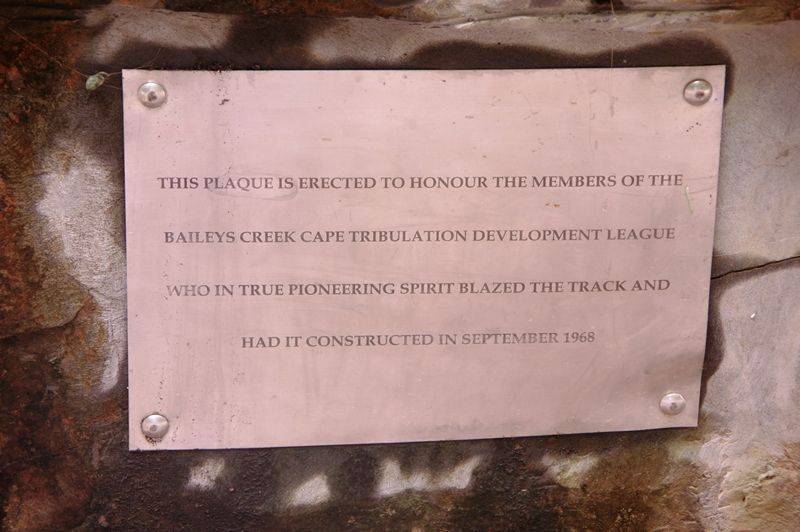 THIS PLAQUE IS ERECTED TO HONOUR THE MEMBERS OF THE
BAILEYS CREEK CAPE TRIBULATION DEVELOPMENT LEAGUE
WHO IN TRUE PIONEERING SPIRIT BLAZED THE TRACK AND
HAD IT CONSTRUCTED IN SEPTEMBER 1968